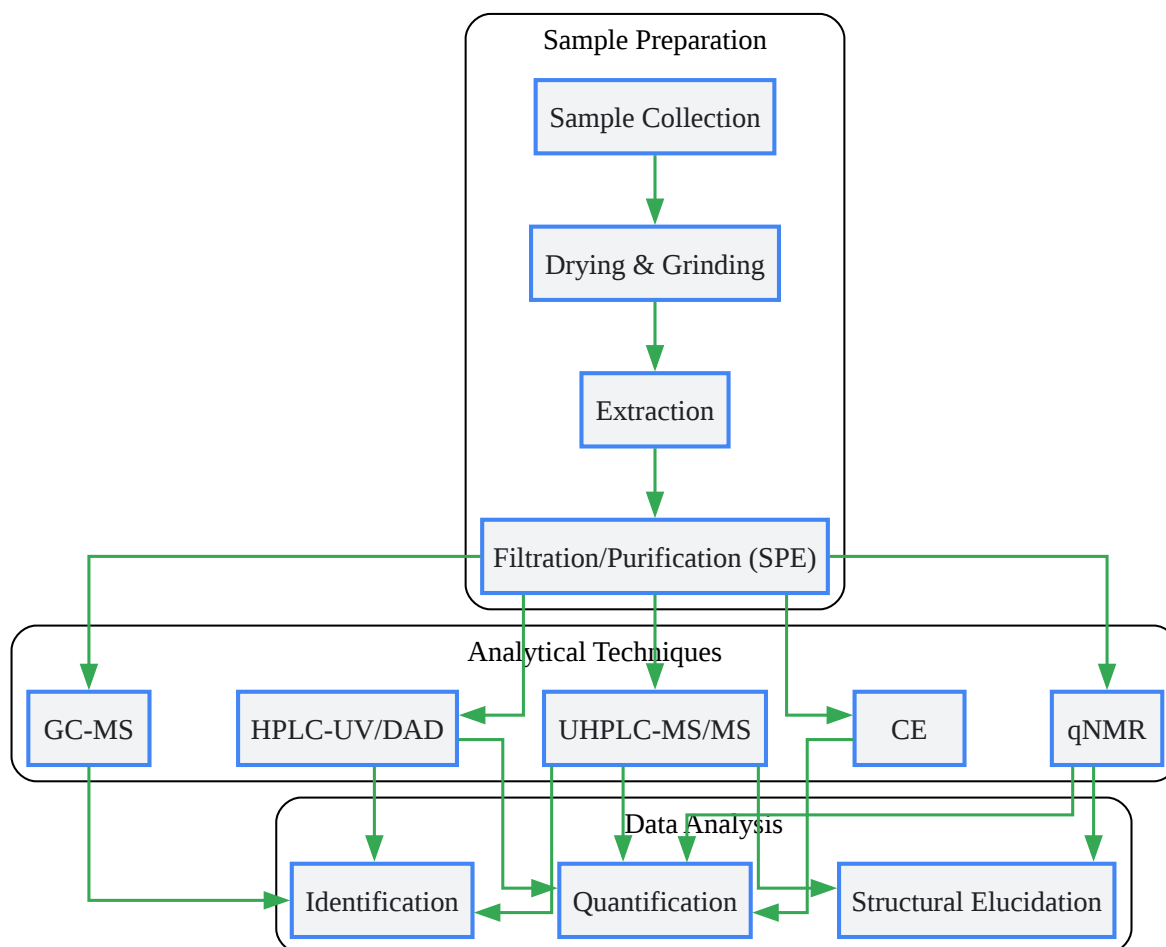 Sample Preparation
Sample Collection
Drying & Grinding
Extraction
Filtration/Purification (SPE)
Analytical Techniques
GC-MS
HPLC-UV/DAD
UHPLC-MS/MS
CE
qNMR
Data Analysis
Identification
Quantification
Structural Elucidation